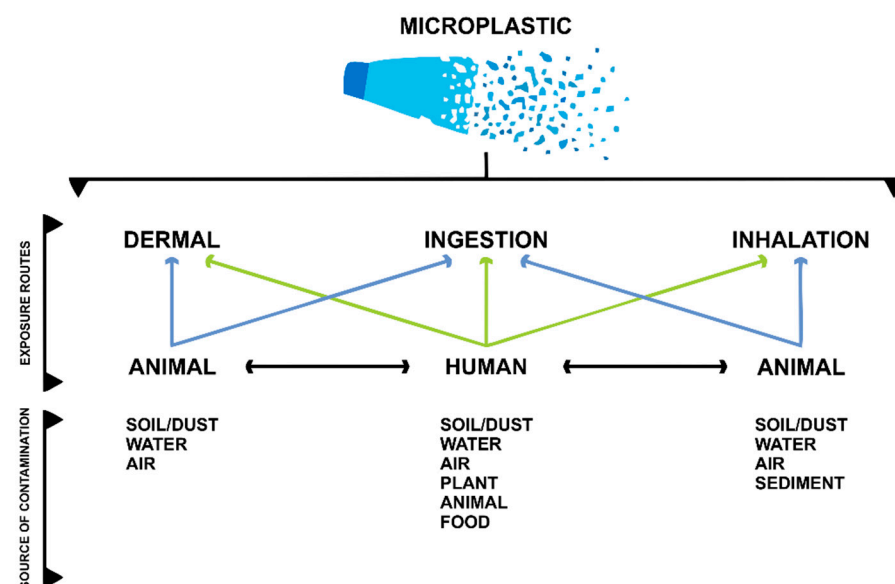 MICROPLASTIC
EXPOSURE ROUTES
DERMAL
INGESTION
INHALATION
ANIMAL
HUMAN
ANIMAL
SOURCE OF CONTAMINATION
SOIL/DUST
WATER
AIR
SOIL/DUST
WATER
AIR
PLANT
ANIMAL
FOOD
SOIL/DUST
WATER
AIR
SEDIMENT